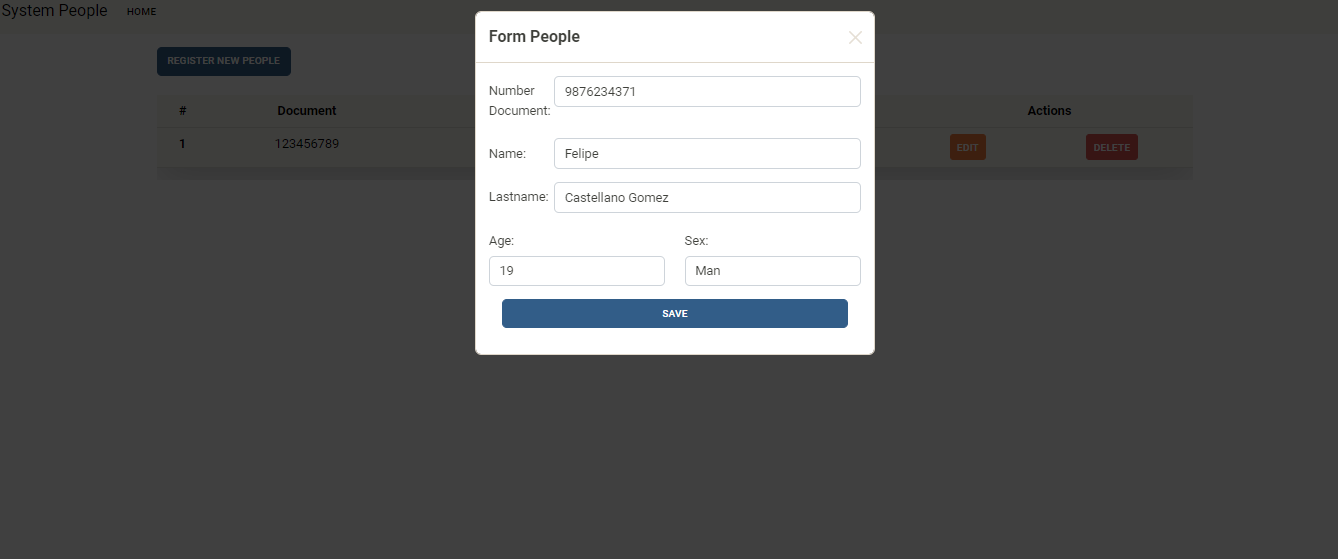 System People HOME
Form People
REGISTER NEW PEOPLE
# Document Actions
1 123456789 EDIT DELETE
Number Document: 9876234371
Name: Felipe
Lastname: Castellano Gomez
Age: Sex:
19 Man
SAVE